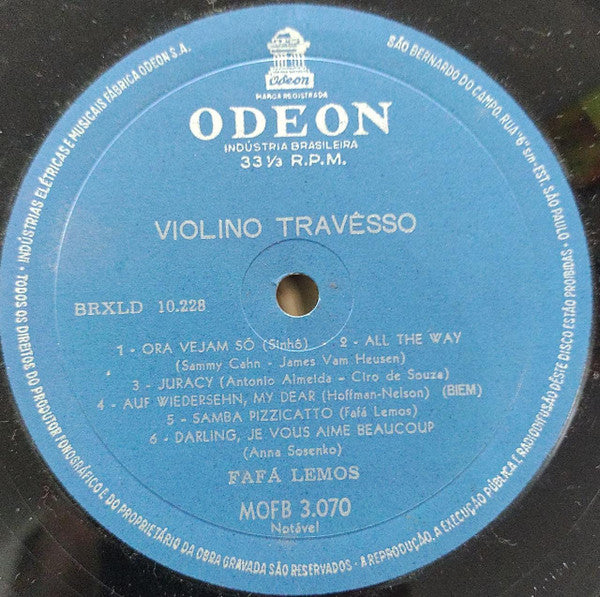 Odeon
MARCA REGISTRADA
ODEON
INDÚSTRIA BRASILEIRA
33 1/3 R.P.M.
VIOLINO TRAVÊSSO
BRXLD 10.228
1 - ORA VEJAM SÓ (Sinhô) 2 - ALL THE WAY
(Sammy Cahn - James Vam Heusen)
3 - JURACY (Antonio Almeida - Ciro de Souza)
4 - AUF WIEDERSEHN, MY DEAR (Hoffman-Nelson) (BIEM)
5 - SAMBA PIZZICATTO (Fafá Lemos)
6 - DARLING, JE VOUS AIME BEAUCOUP
(Anna Sosenko)
FAFÁ LEMOS
MOFB 3.070
Notável
• INDÚSTRIAS ELÉTRICAS E MUSICAIS FÁBRICA ODEON S.A.
SÃO BERNARDO DO CAMPO, RUA "6" s/n-EST. SÃO PAULO
• TODOS OS DIREITOS DO PRODUTOR FONOGRÁFICO E DO PROPRIETÁRIO DA OBRA GRAVADA SÃO RESERVADOS • A REPRODUÇÃO, A EXECUÇÃO PÚBLICA E RADIODIFUSÃO DESTE DISCO ESTÃO PROIBIDAS •